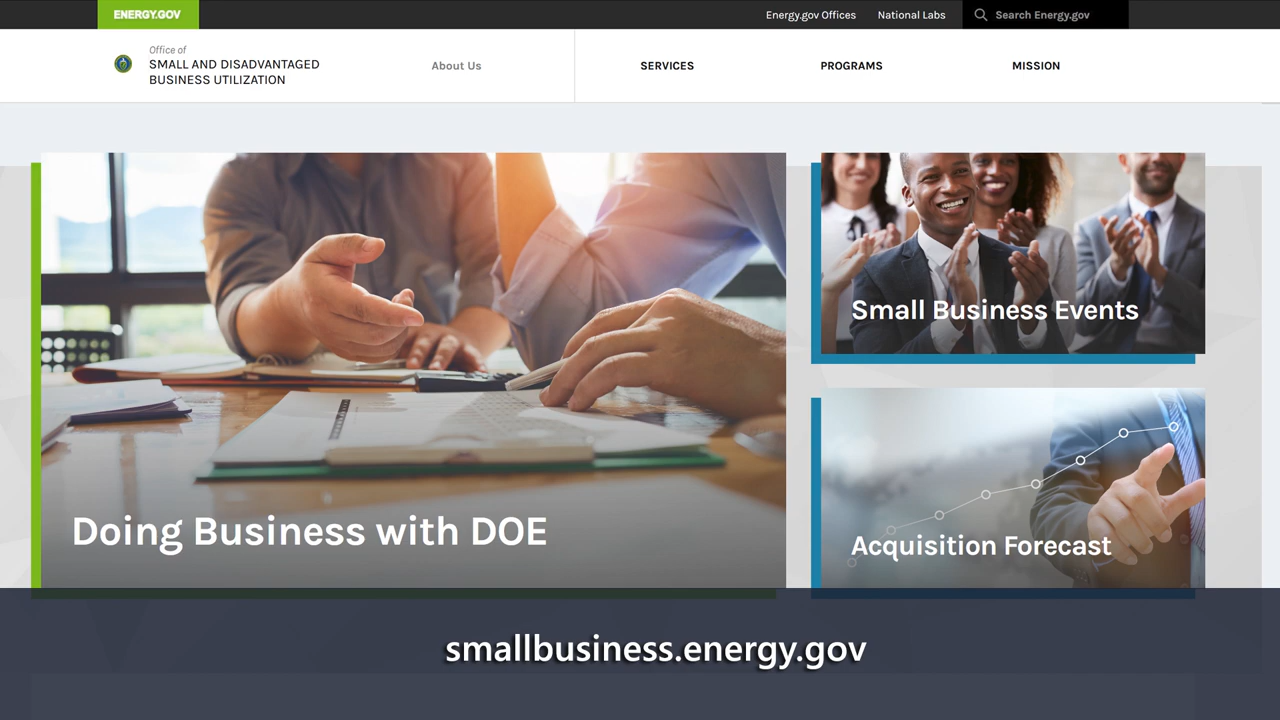 ENERGY.GOV
Energy.gov Offices
National Labs
Search Energy.gov
Office of
SMALL AND DISADVANTAGED
BUSINESS UTILIZATION
About Us
SERVICES
PROGRAMS
MISSION
Small Business Events
Doing Business with DOE
Acquisition Forecast
smallbusiness.energy.gov